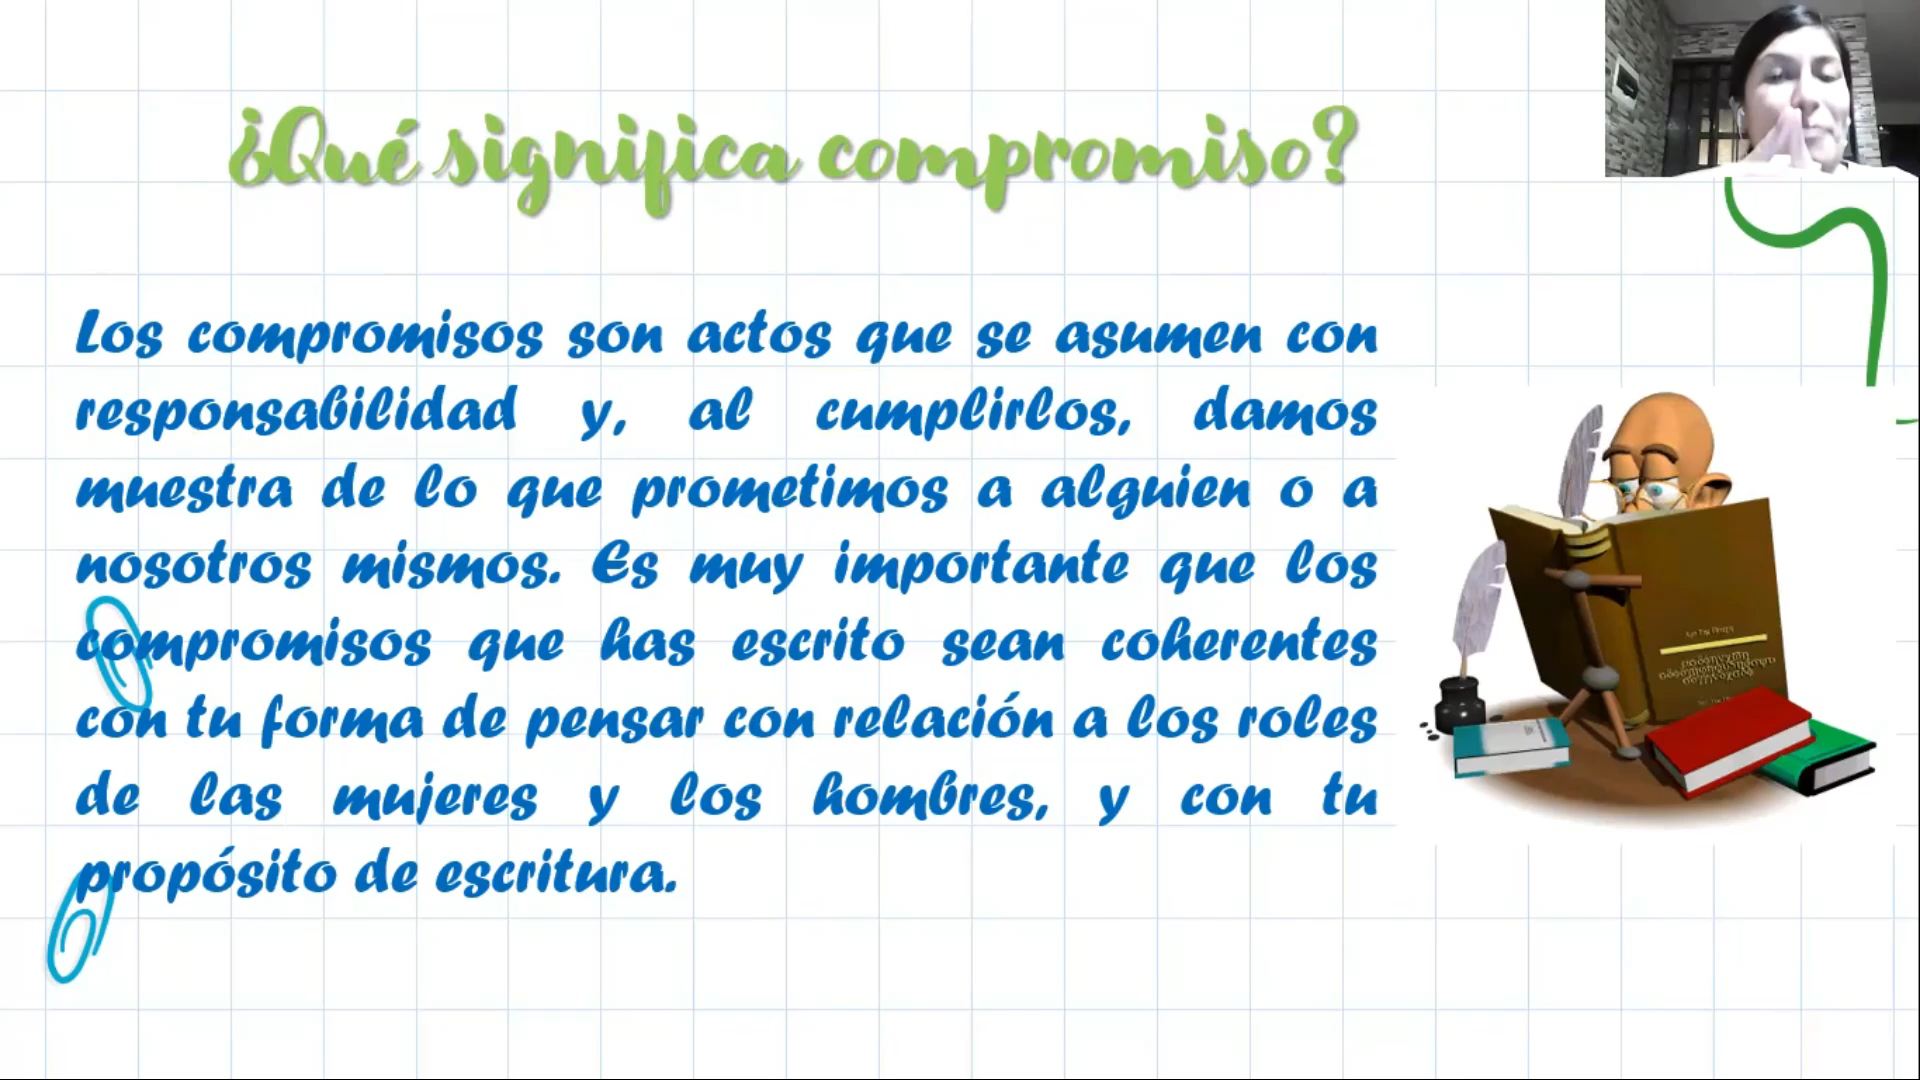 ¿Qué significa compromiso?
Los compromisos son actos que se asumen con
responsabilidad y, al cumplirlos, damos
muestra de lo que prometimos a alguien o a
nosotros mismos. Es muy importante que los
compromisos que has escrito sean coherentes
con tu forma de pensar con relación a los roles
de las mujeres y los hombres, y con tu
propósito de escritura.